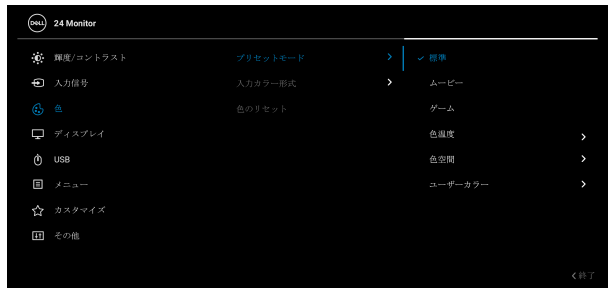 DELL 24 Monitor
輝度/コントラスト プリセットモード 標準
入力信号 入力カラー形式 ムービー
色 色のリセット ゲーム
ディスプレイ 色温度
USB 色空間
メニュー ユーザーカラー
カスタマイズ
その他
終了